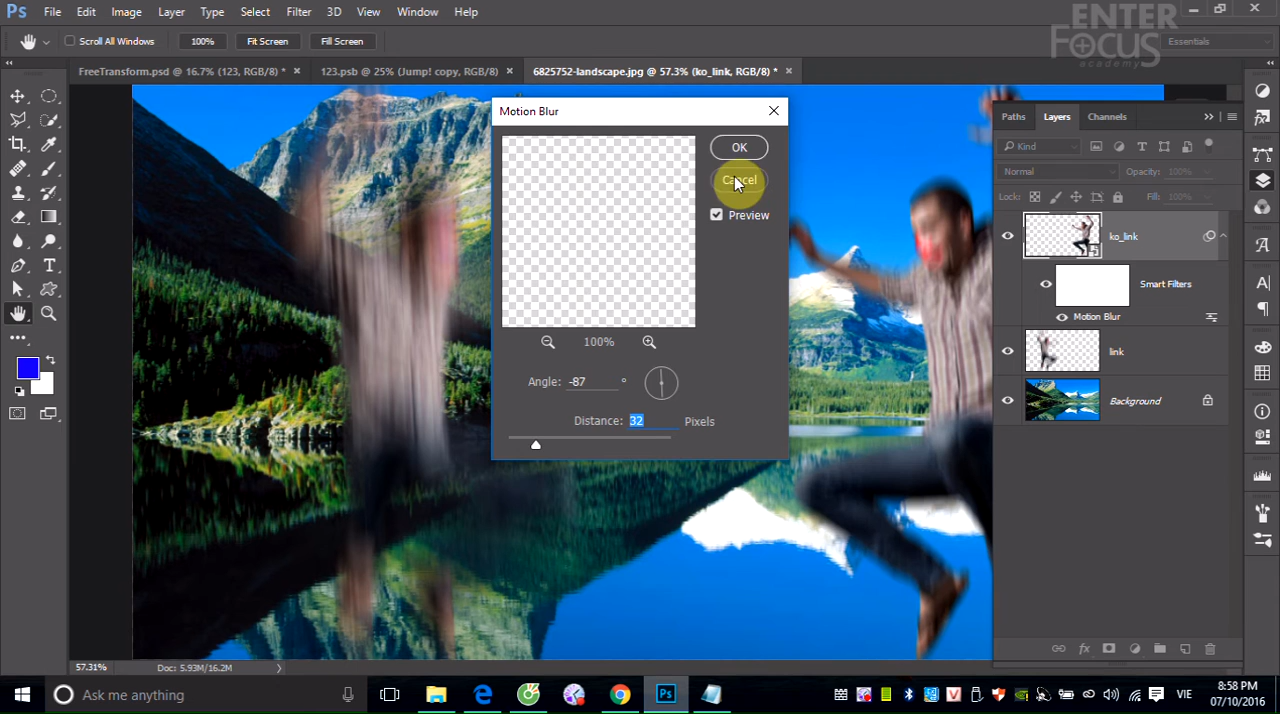 Ps File Edit Image Layer Type Select Filter 3D View Window Help
ENTER
FOCUS
academy
Scroll All Windows 100% Fit Screen Fill Screen Essentials
FreeTransform.psd @ 16.7% (123, RGB/8) * × 123.psb @ 25% (Jump! copy, RGB/8) × 6825752-landscape.jpg @ 57.3% (ko_link, RGB/8) * ×
Motion Blur
OK
Cancel
Preview
100%
Angle: -87 °
Distance: 32 Pixels
Paths Layers Channels
Kind
Normal Opacity: 100%
Lock: Fill: 100%
ko_link
Smart Filters
Motion Blur
link
Background
57.31% Doc: 5.93M/16.2M
Ask me anything
VIE
8:58 PM
07/10/2016